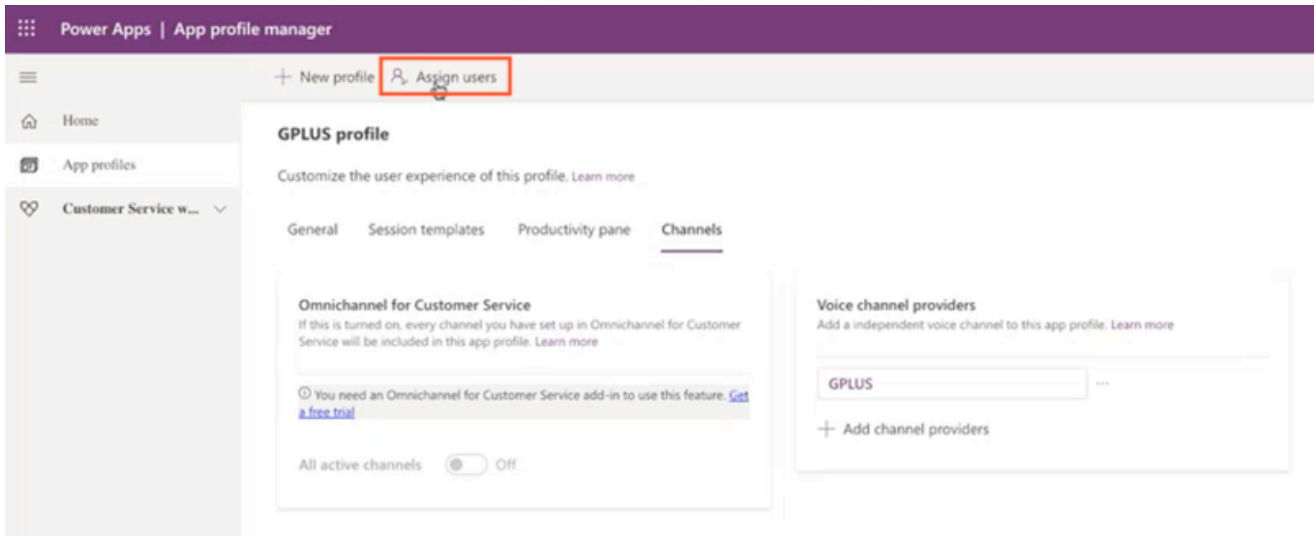 Power Apps | App profile manager
New profile
Assign users
Home
App profiles
Customer Service w...
GPLUS profile
Customize the user experience of this profile. Learn more
General
Session templates
Productivity pane
Channels
Omnichannel for Customer Service
If this is turned on, every channel you have set up in Omnichannel for Customer
Service will be included in this app profile. Learn more
You need an Omnichannel for Customer Service add-in to use this feature. Get
a free trial
All active channels
Off
Voice channel providers
Add a independent voice channel to this app profile. Learn more
GPLUS
Add channel providers